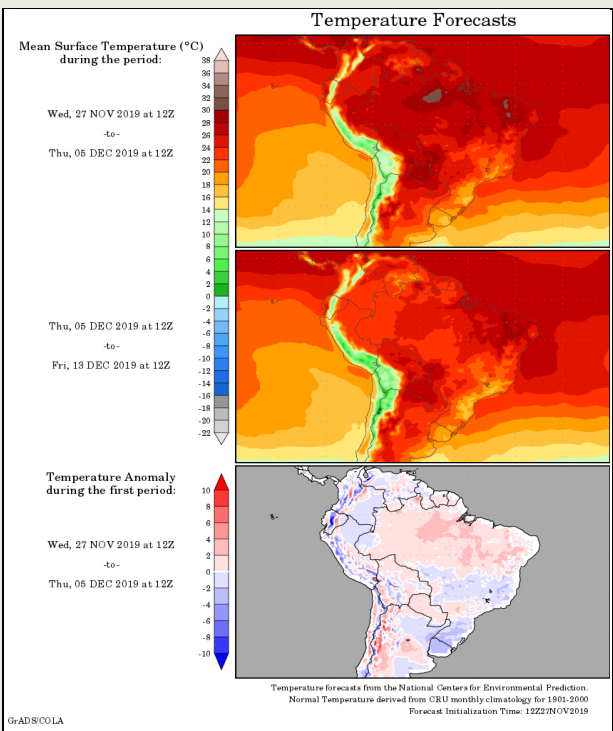 Temperature Forecasts
Mean Surface Temperature (°C)
during the period:
38
36
34
32
30
28
26
24
22
20
18
16
14
12
10
8
6
4
2
0
-2
-4
-6
-8
-10
-12
-14
-16
-18
-20
-22
Wed, 27 NOV 2019 at 12Z
-to-
Thu, 05 DEC 2019 at 12Z
Thu, 05 DEC 2019 at 12Z
-to-
Fri, 13 DEC 2019 at 12Z
Temperature Anomaly
during the first period:
10
8
6
4
2
0
-2
-4
-6
-8
-10
Wed, 27 NOV 2019 at 12Z
-to-
Thu, 05 DEC 2019 at 12Z
Temperature forecasts from the National Centers for Environmental Prediction.
Normal Temperature derived from CRU monthly climatology for 1901-2000
Forecast Initialization Time: 12Z27NOV2019
GrADS/COLA